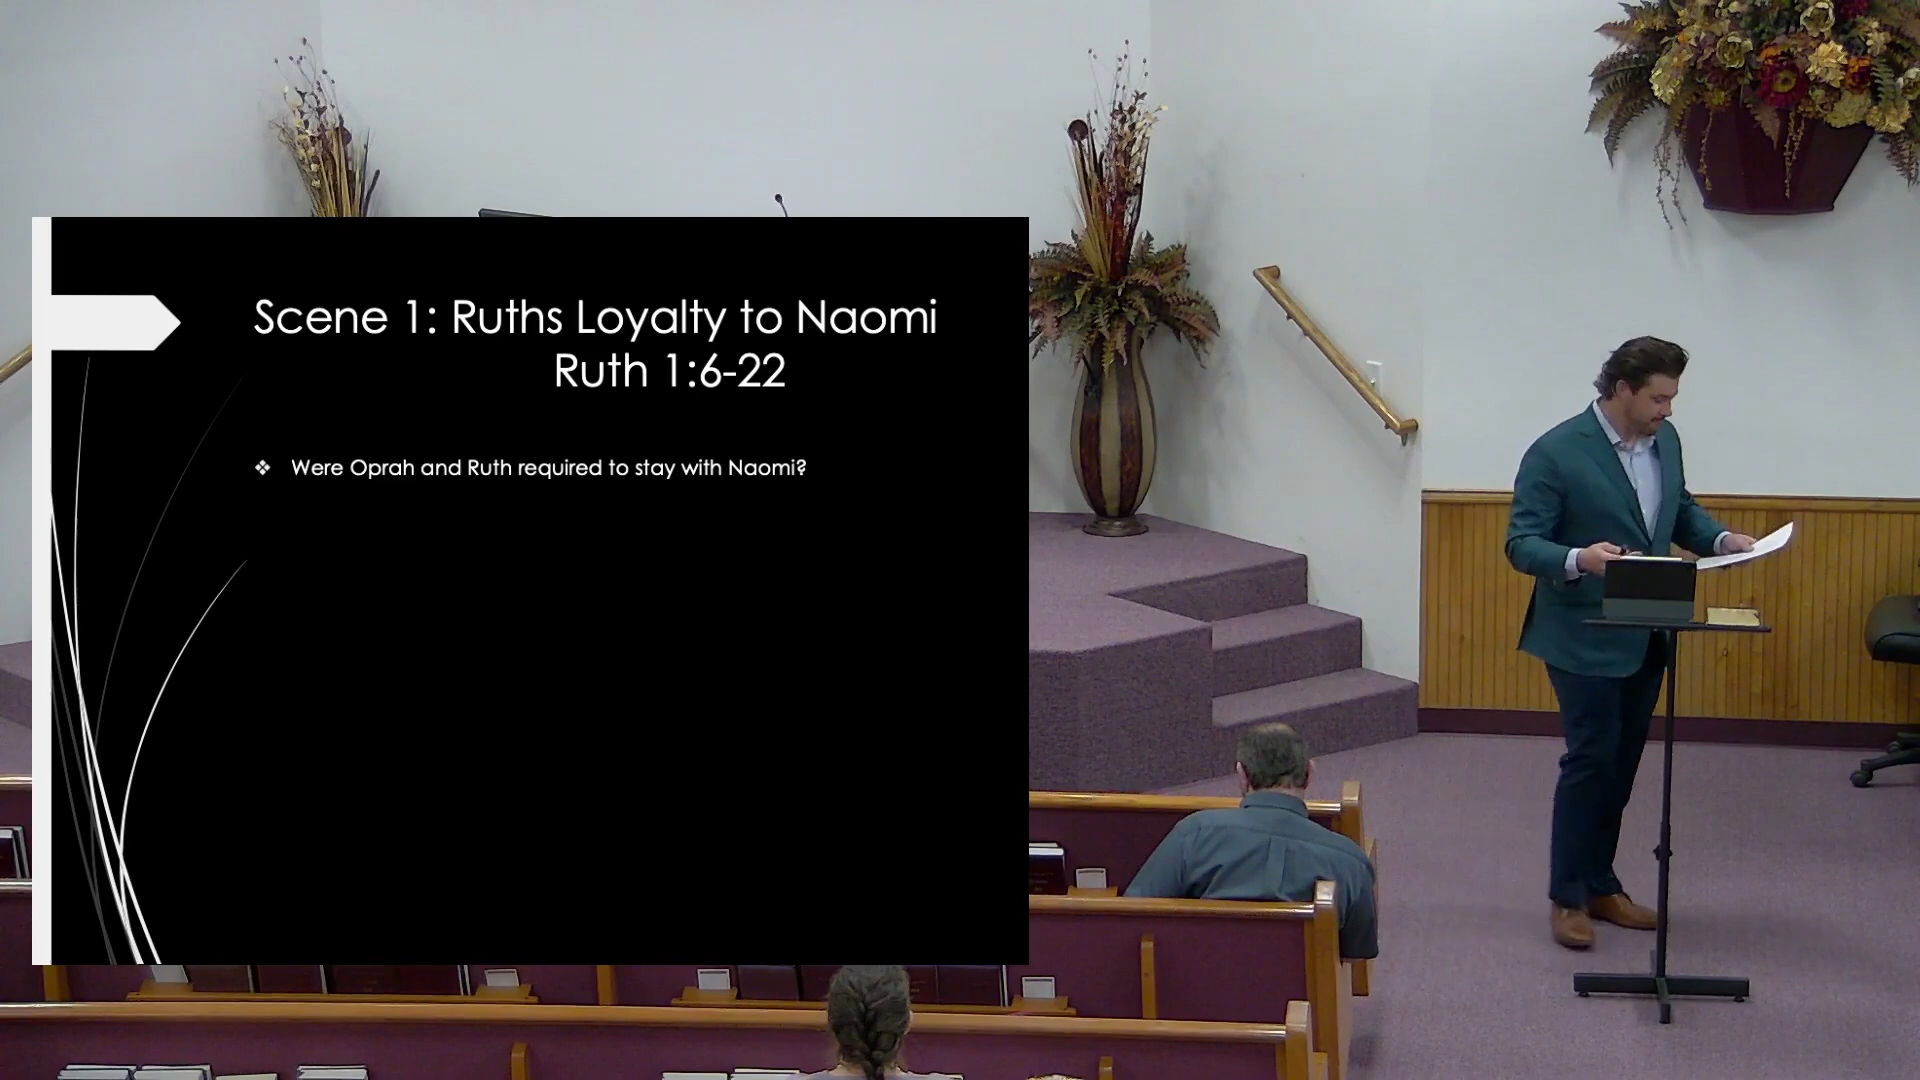 Scene 1: Ruths Loyalty to Naomi
Ruth 1:6-22
❖ Were Oprah and Ruth required to stay with Naomi?